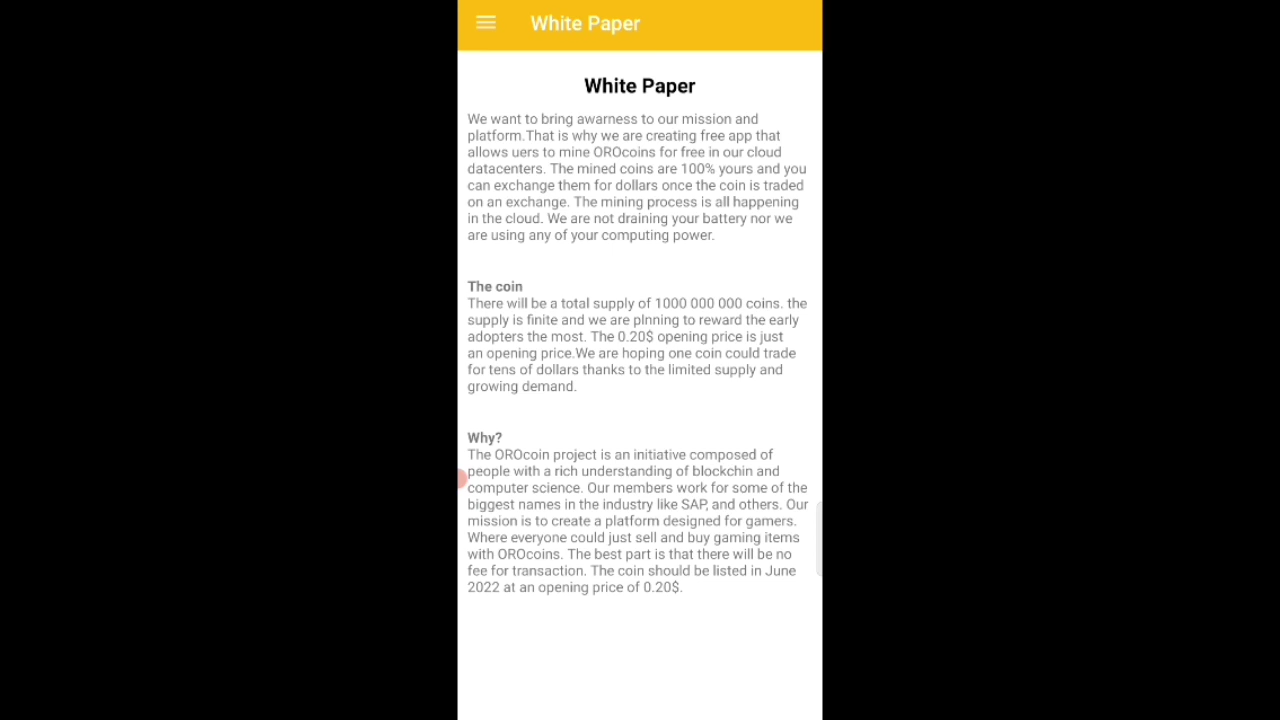 White Paper
White Paper
We want to bring awarness to our mission and
platform.That is why we are creating free app that
allows uers to mine OROcoins for free in our cloud
datacenters. The mined coins are 100% yours and you
can exchange them for dollars once the coin is traded
on an exchange. The mining process is all happening
in the cloud. We are not draining your battery nor we
are using any of your computing power.
The coin
There will be a total supply of 1000 000 000 coins. the
supply is finite and we are plnning to reward the early
adopters the most. The 0.20$ opening price is just
an opening price.We are hoping one coin could trade
for tens of dollars thanks to the limited supply and
growing demand.
Why?
The OROcoin project is an initiative composed of
people with a rich understanding of blockchin and
computer science. Our members work for some of the
biggest names in the industry like SAP, and others. Our
mission is to create a platform designed for gamers.
Where everyone could just sell and buy gaming items
with OROcoins. The best part is that there will be no
fee for transaction. The coin should be listed in June
2022 at an opening price of 0.20$.